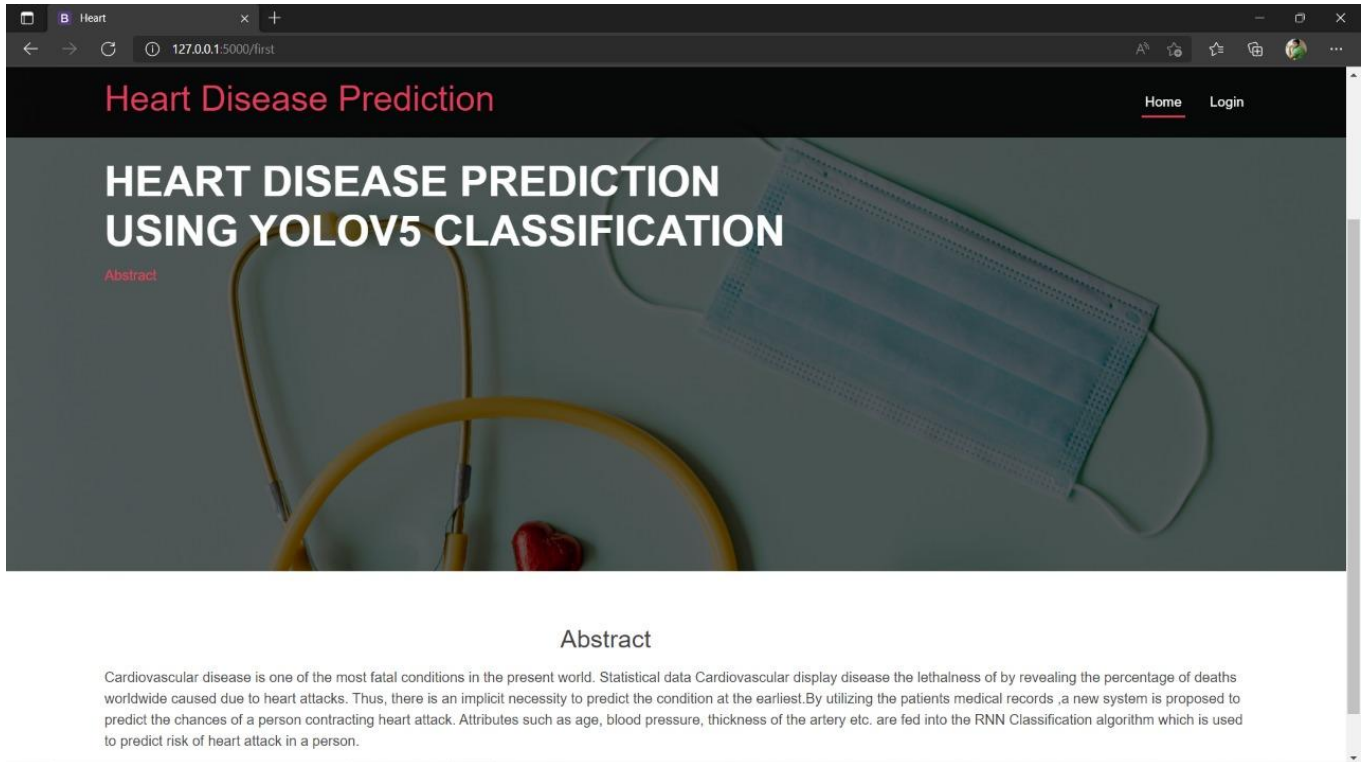 Heart
127.0.0.1:5000/first
Heart Disease Prediction
Home Login
HEART DISEASE PREDICTION
USING YOLOV5 CLASSIFICATION
Abstract
Abstract
Cardiovascular disease is one of the most fatal conditions in the present world. Statistical data Cardiovascular display disease the lethalness of by revealing the percentage of deaths
worldwide caused due to heart attacks. Thus, there is an implicit necessity to predict the condition at the earliest.By utilizing the patients medical records ,a new system is proposed to
predict the chances of a person contracting heart attack. Attributes such as age, blood pressure, thickness of the artery etc. are fed into the RNN Classification algorithm which is used
to predict risk of heart attack in a person.